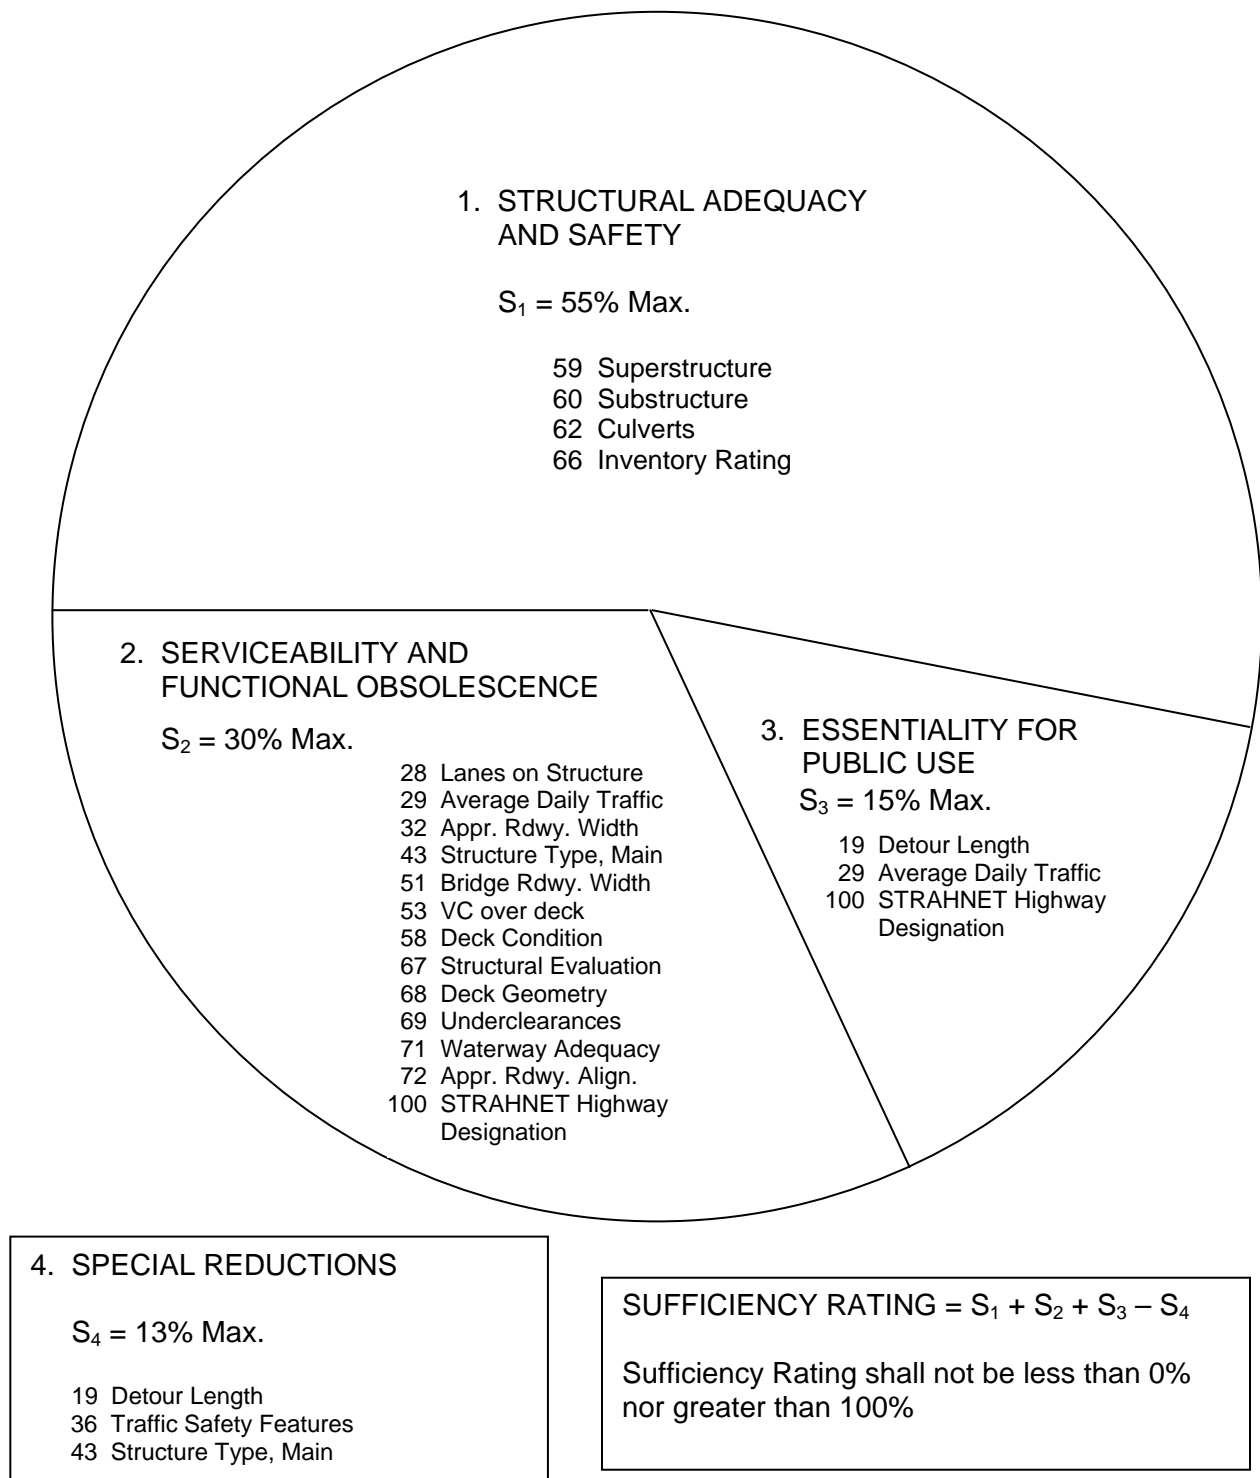 1. STRUCTURAL ADEQUACY
AND SAFETY
S₁ = 55% Max.
59 Superstructure
60 Substructure
62 Culverts
66 Inventory Rating
2. SERVICEABILITY AND
FUNCTIONAL OBSOLESCENCE
S₂ = 30% Max.
28 Lanes on Structure
29 Average Daily Traffic
32 Appr. Rdwy. Width
43 Structure Type, Main
51 Bridge Rdwy. Width
53 VC over deck
58 Deck Condition
67 Structural Evaluation
68 Deck Geometry
69 Underclearances
71 Waterway Adequacy
72 Appr. Rdwy. Align.
100 STRAHNET Highway
Designation
3. ESSENTIALITY FOR
PUBLIC USE
S₃ = 15% Max.
19 Detour Length
29 Average Daily Traffic
100 STRAHNET Highway
Designation
4. SPECIAL REDUCTIONS
S₄ = 13% Max.
19 Detour Length
36 Traffic Safety Features
43 Structure Type, Main
SUFFICIENCY RATING = S₁ + S₂ + S₃ – S₄
Sufficiency Rating shall not be less than 0%
nor greater than 100%